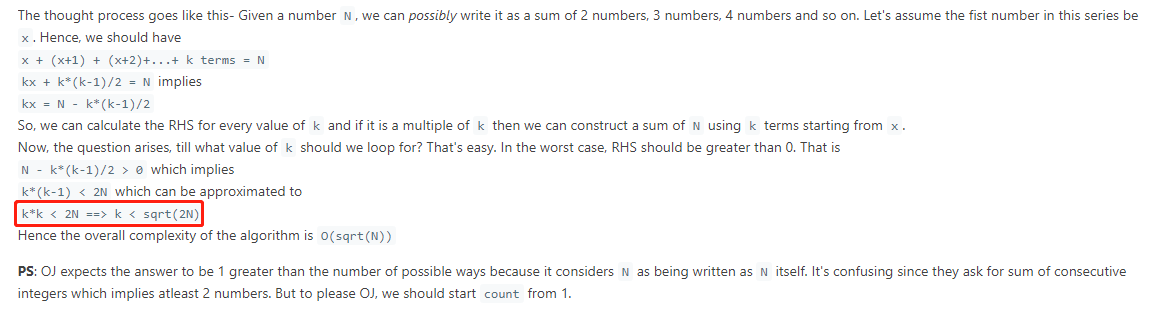 The thought process goes like this- Given a number N, we can possibly write it as a sum of 2 numbers, 3 numbers, 4 numbers and so on. Let's assume the fist number in this series be
x. Hence, we should have
x + (x+1) + (x+2)+...+ k terms = N
kx + k*(k-1)/2 = N implies
kx = N - k*(k-1)/2
So, we can calculate the RHS for every value of k and if it is a multiple of k then we can construct a sum of N using k terms starting from x.
Now, the question arises, till what value of k should we loop for? That's easy. In the worst case, RHS should be greater than 0. That is
N - k*(k-1)/2 > 0 which implies
k*(k-1) < 2N which can be approximated to
k*k < 2N ==> k < sqrt(2N)
Hence the overall complexity of the algorithm is O(sqrt(N))
PS: OJ expects the answer to be 1 greater than the number of possible ways because it considers N as being written as N itself. It's confusing since they ask for sum of consecutive
integers which implies atleast 2 numbers. But to please OJ, we should start count from 1.